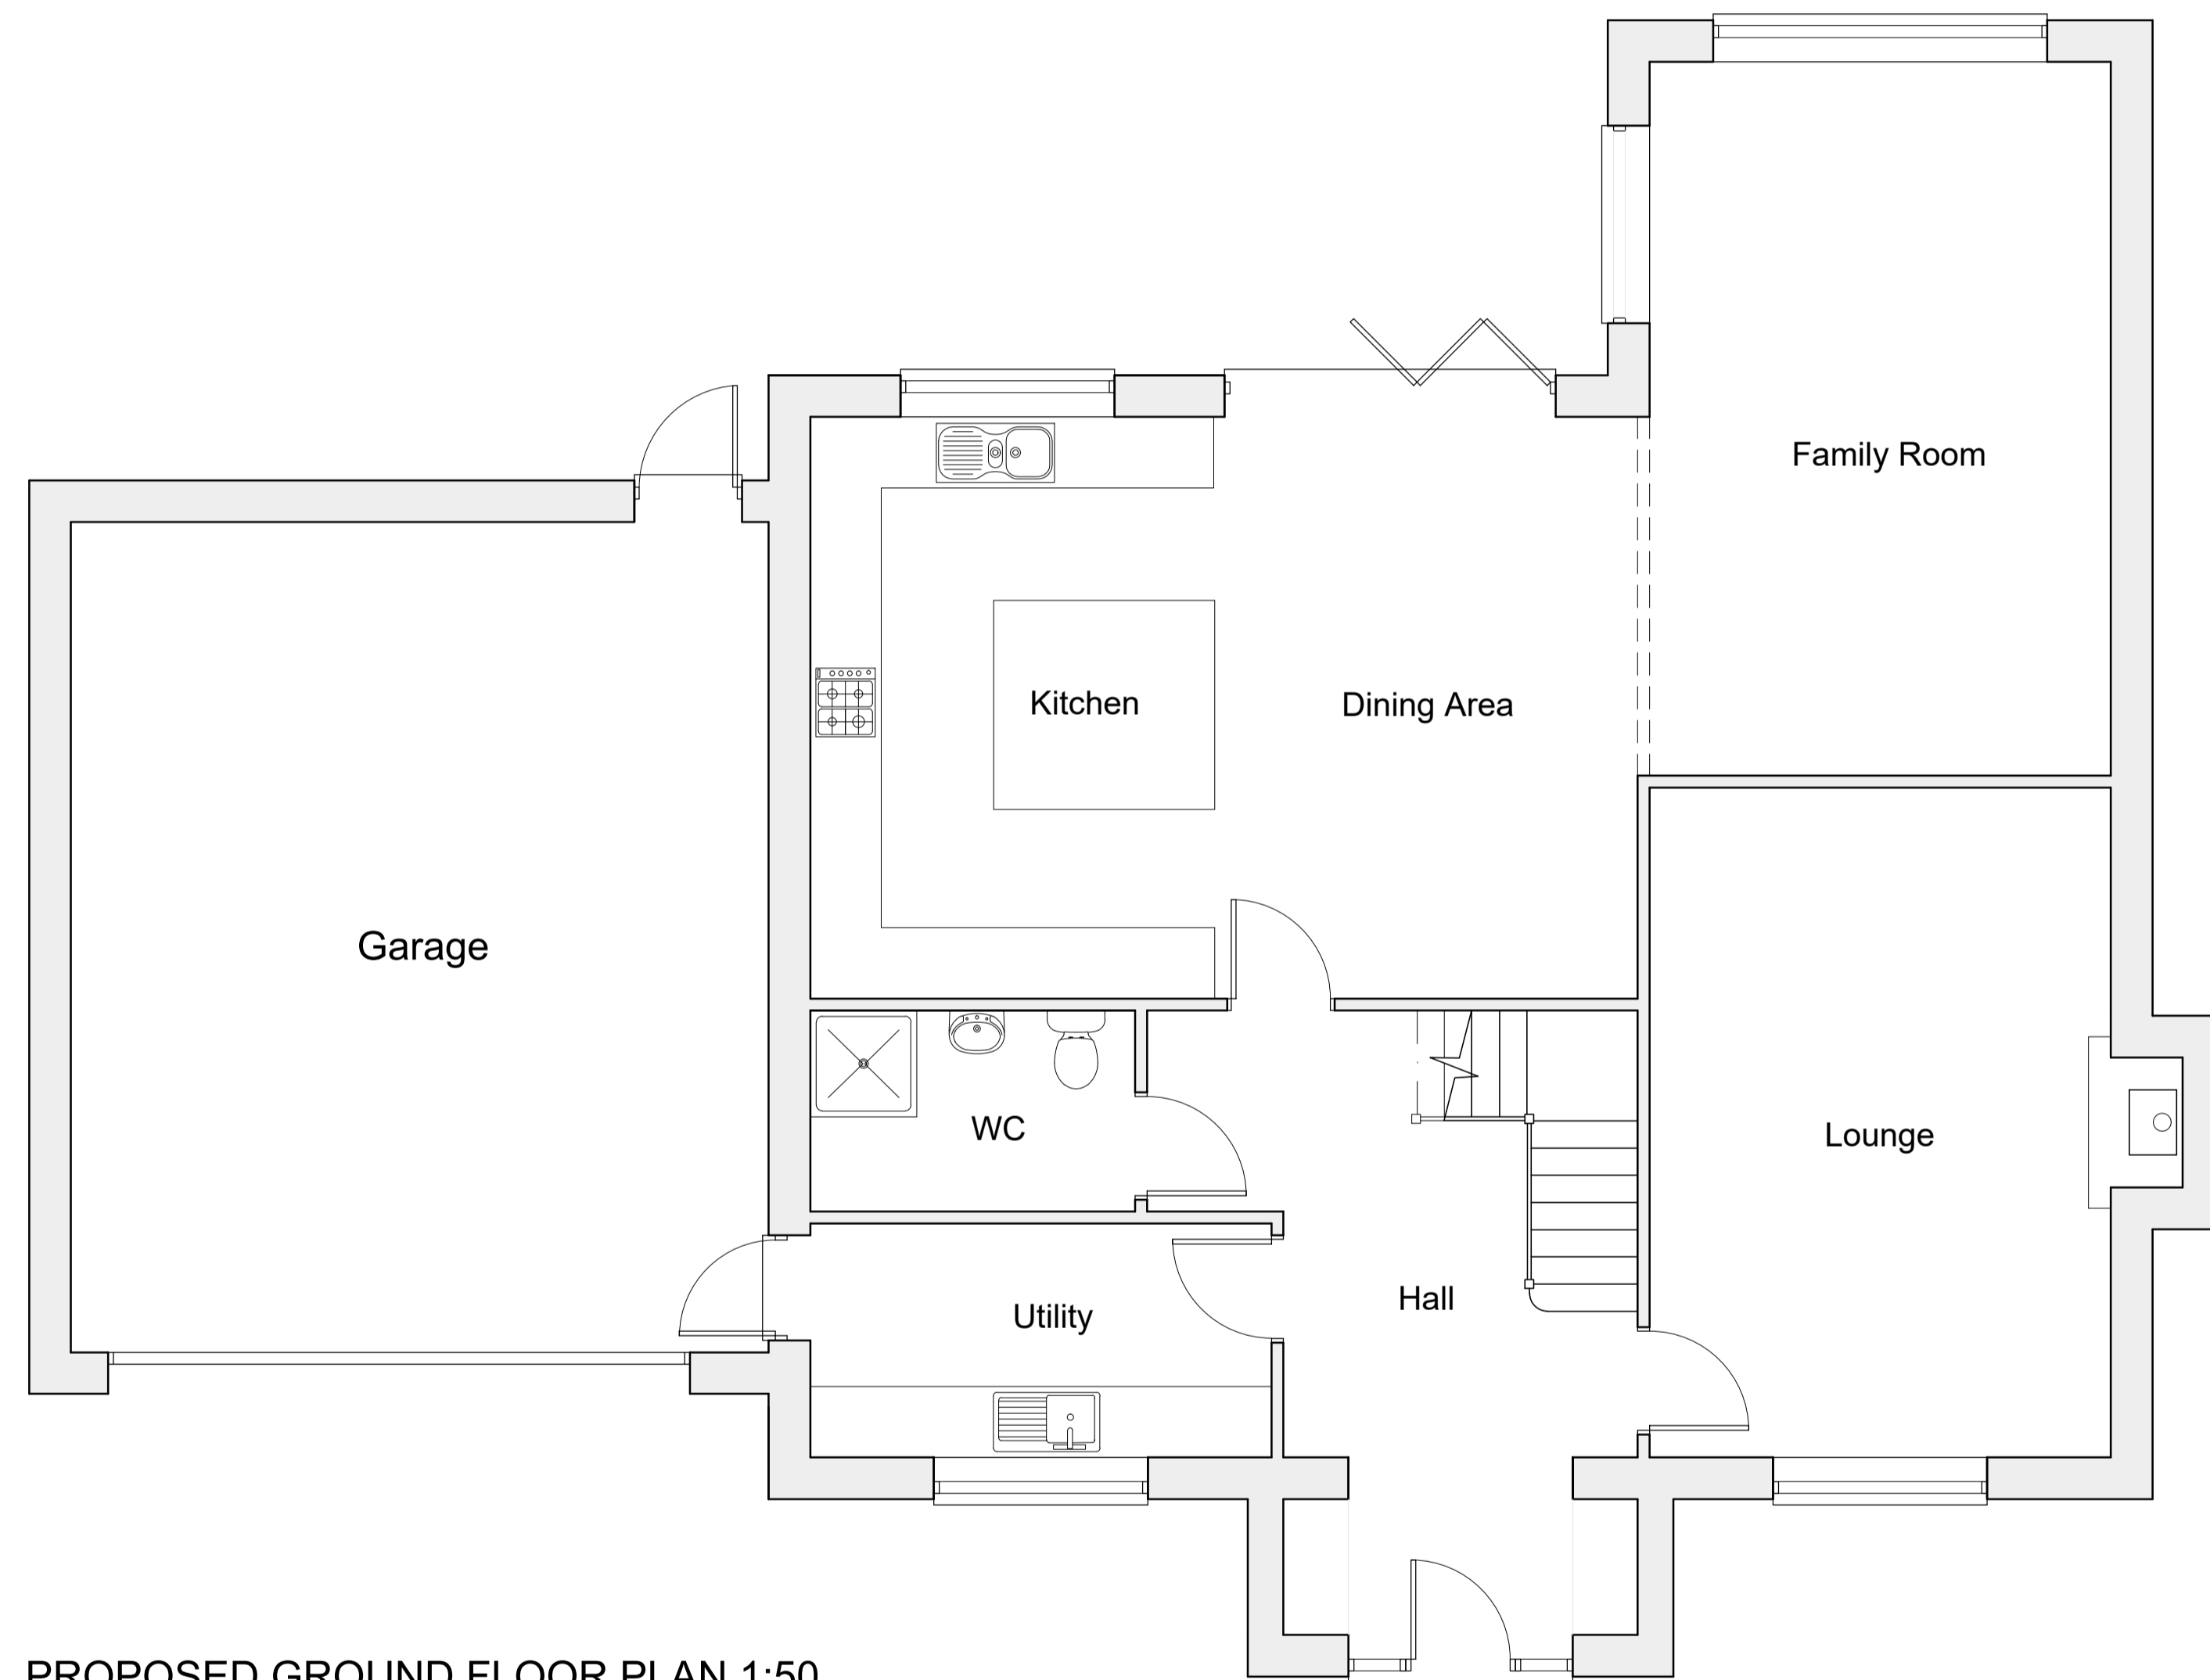 Family Room
Kitchen
Dining Area
Garage
WC
Lounge
Hall
Utility
PROPOSED GROUND FLOOR PLAN 1:50